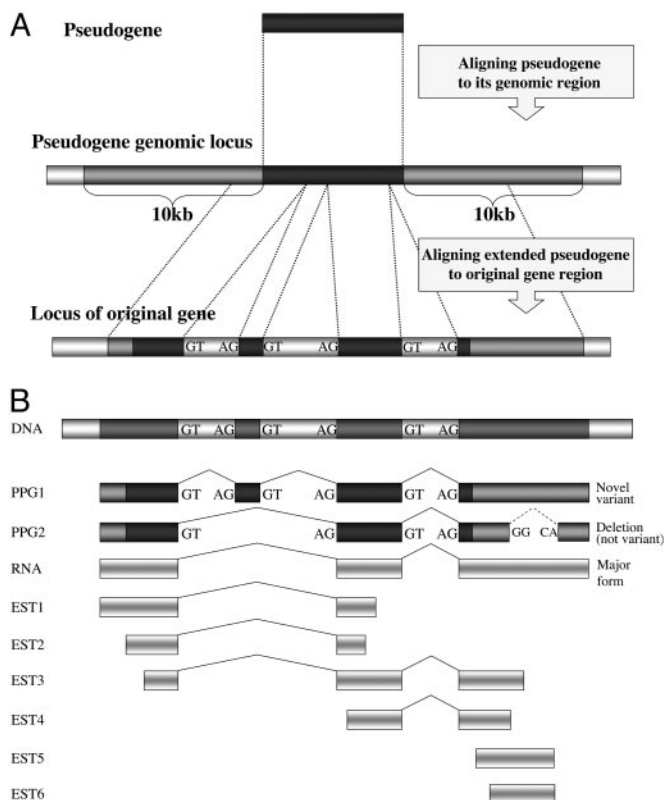 A
Pseudogene
Aligning pseudogene
to its genomic region
Pseudogene genomic locus
10kb
10kb
Aligning extended pseudogene
to original gene region
Locus of original gene
GT AG GT AG GT AG
B
DNA
GT AG GT AG GT AG
PPG1
GT AG GT AG GT AG
Novel
variant
PPG2
GT AG GT AG GG CA
Deletion
(not variant)
RNA
Major
form
EST1
EST2
EST3
EST4
EST5
EST6